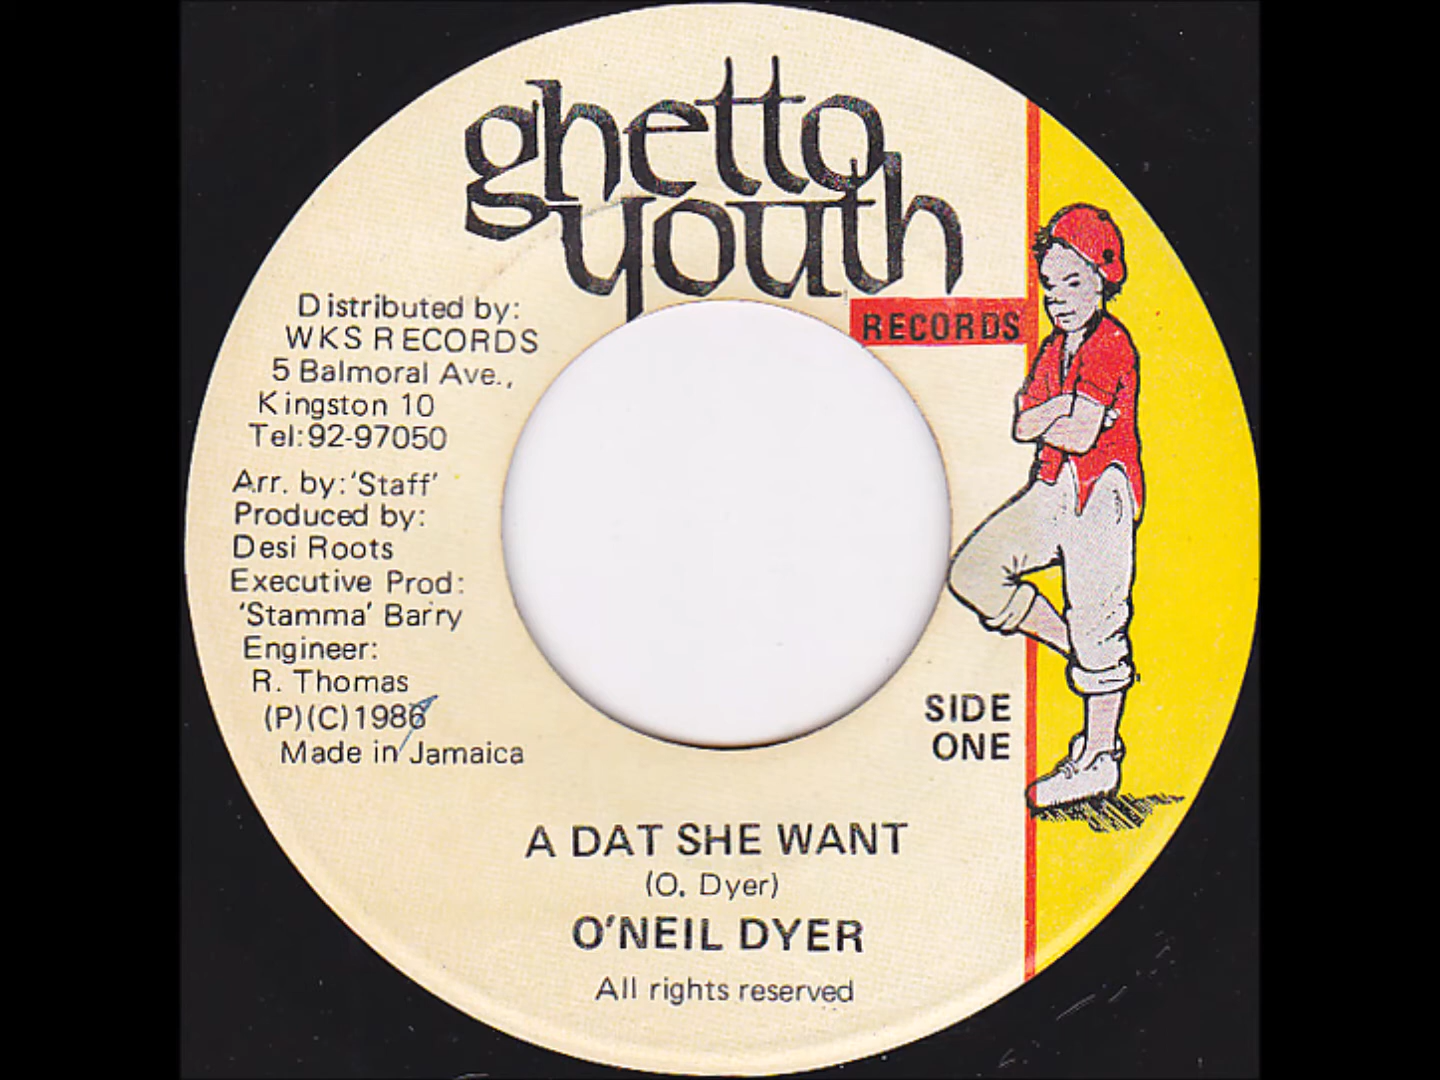 ghetto
youth
RECORDS
Distributed by:
WKS RECORDS
5 Balmoral Ave.,
Kingston 10
Tel:92-97050
Arr. by:'Staff'
Produced by:
Desi Roots
Executive Prod:
'Stamma' Barry
Engineer:
R. Thomas
(P)(C)1986
Made in Jamaica
SIDE
ONE
A DAT SHE WANT
(O. Dyer)
O'NEIL DYER
All rights reserved